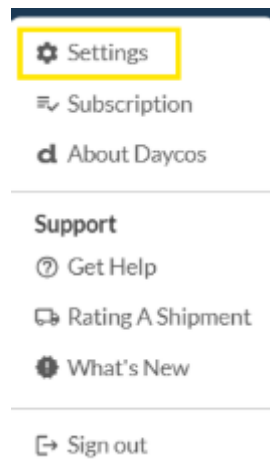 Settings
Subscription
d About Daycos
Support
Get Help
Rating A Shipment
What's New
Sign out